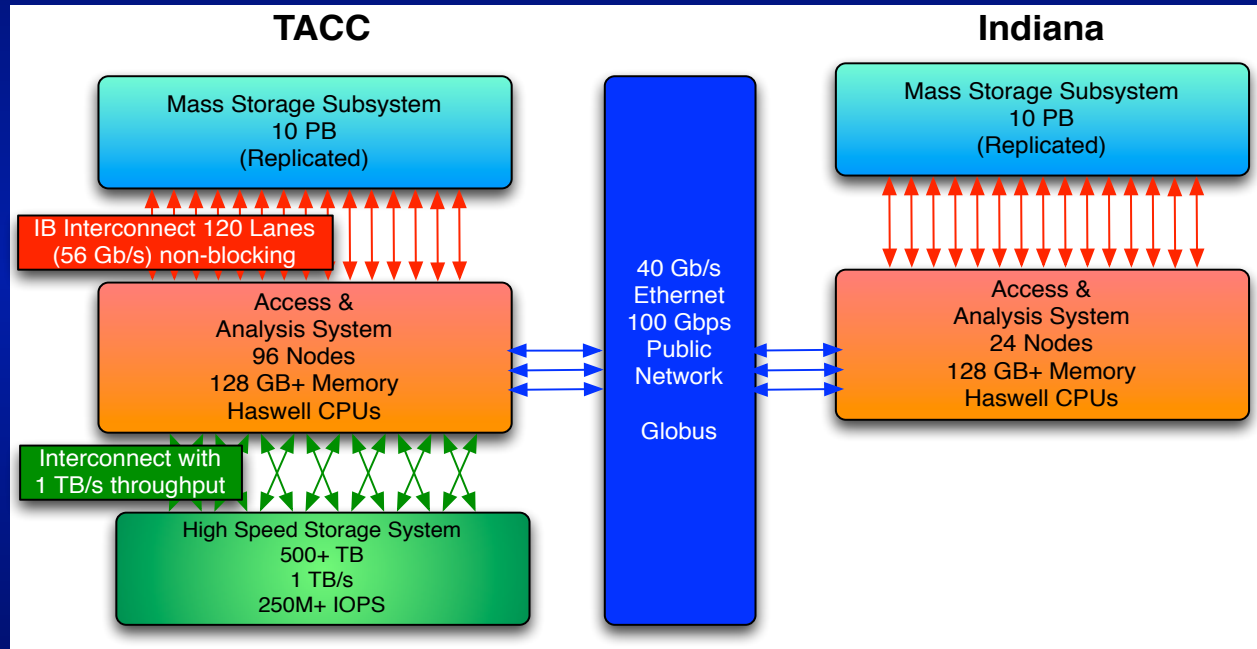 TACC
Mass Storage Subsystem
10 PB
(Replicated)
IB Interconnect 120 Lanes
(56 Gb/s) non-blocking
Access &
Analysis System
96 Nodes
128 GB+ Memory
Haswell CPUs
Interconnect with
1 TB/s throughput
High Speed Storage System
500+ TB
1 TB/s
250M+ IOPS
40 Gb/s
Ethernet
100 Gbps
Public
Network
Globus
Indiana
Mass Storage Subsystem
10 PB
(Replicated)
Access &
Analysis System
24 Nodes
128 GB+ Memory
Haswell CPUs